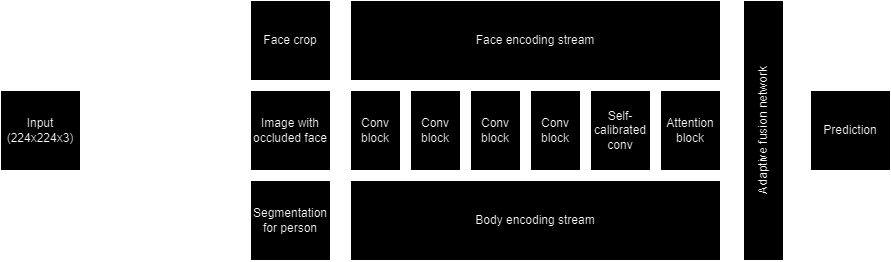 Face crop
Face encoding stream
Input
(224x224x3)
Image with
occluded face
Conv
block
Conv
block
Conv
block
Conv
block
Self-
calibrated
conv
Attention
block
Adaptive fusion network
Prediction
Segmentation
for person
Body encoding stream